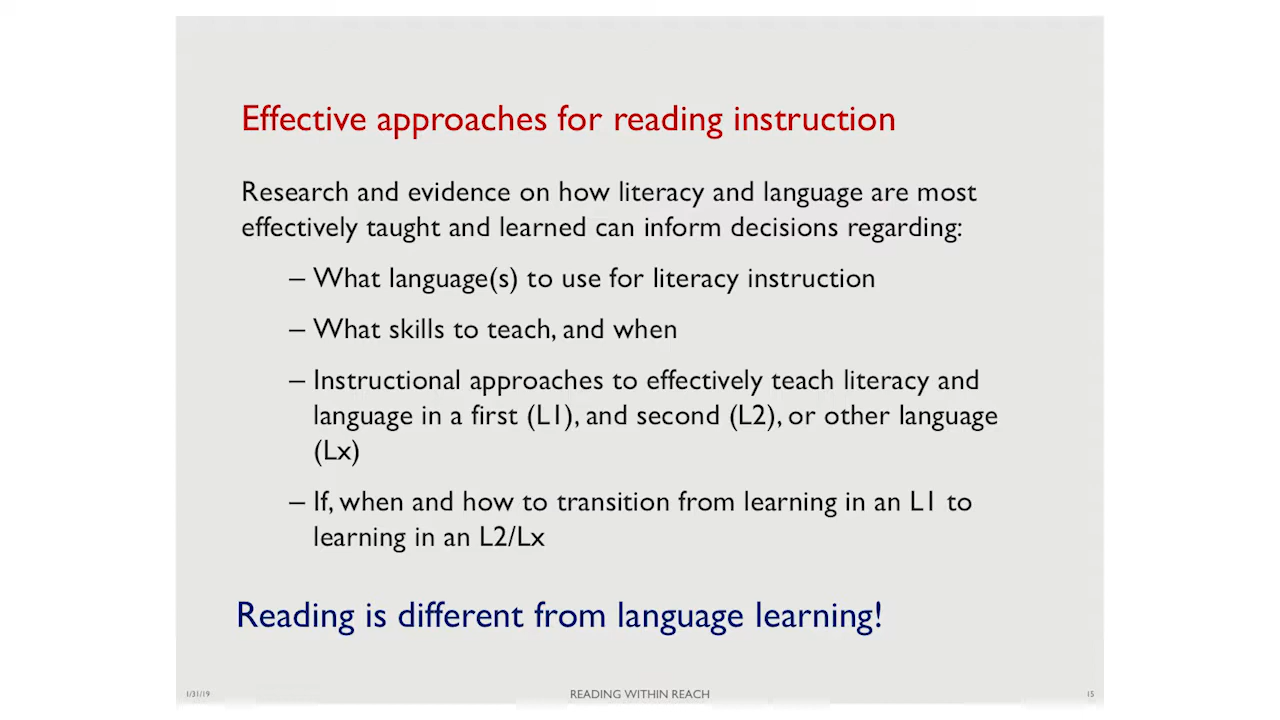 Effective approaches for reading instruction
Research and evidence on how literacy and language are most
effectively taught and learned can inform decisions regarding:
– What language(s) to use for literacy instruction
– What skills to teach, and when
– Instructional approaches to effectively teach literacy and
language in a first (L1), and second (L2), or other language
(Lx)
– If, when and how to transition from learning in an L1 to
learning in an L2/Lx
Reading is different from language learning!
1/31/19
READING WITHIN REACH
15